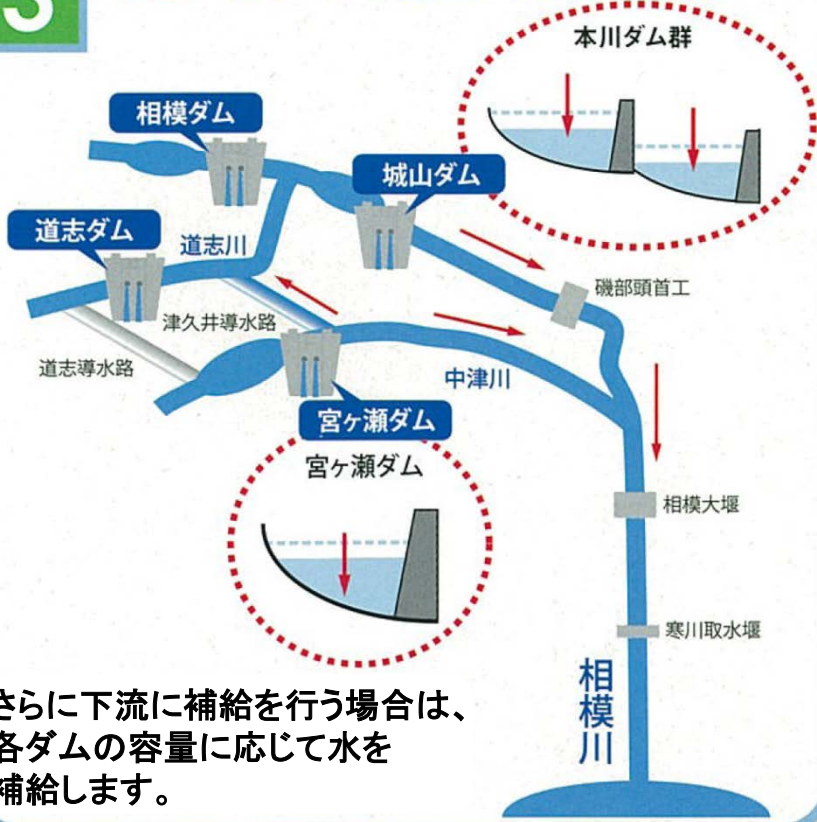 3
本川ダム群
相模ダム
城山ダム
道志ダム
道志川
磯部頭首工
津久井導水路
道志導水路
中津川
宮ヶ瀬ダム
宮ヶ瀬ダム
相模大堰
寒川取水堰
相模川
さらに下流に補給を行う場合は、
各ダムの容量に応じて水を
補給します。